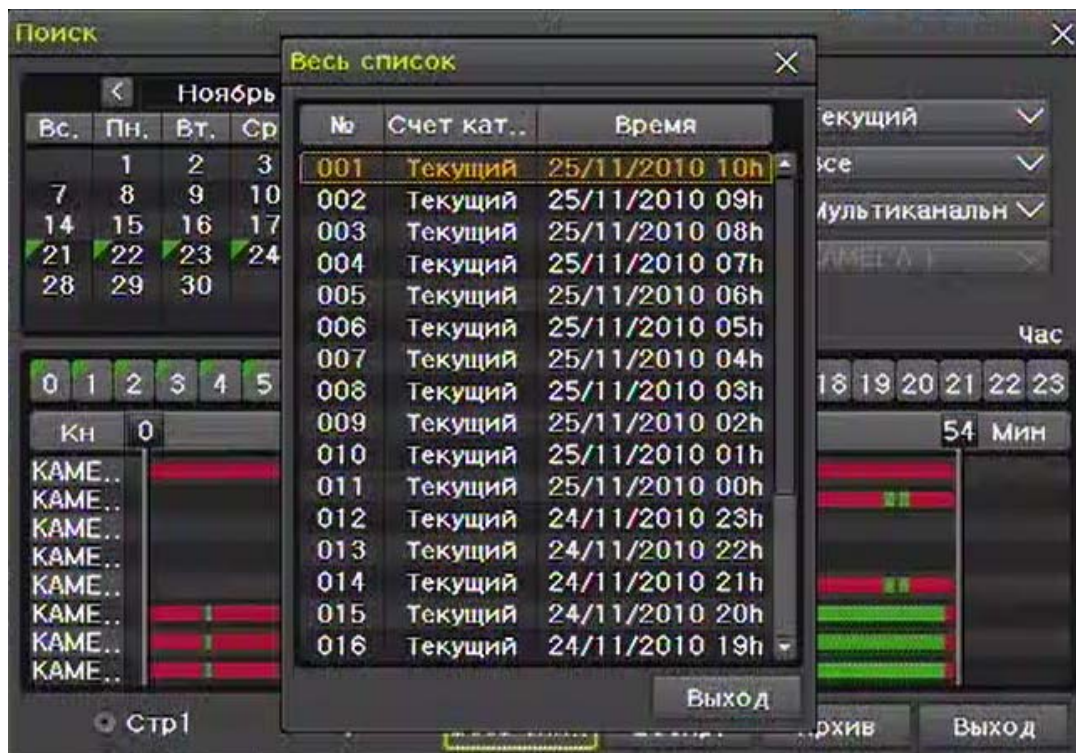 Поиск
Весь список
Ноябрь
Вс. Пн. Вт. Ср
1 2 3
7 8 9 10
14 15 16 17
21 22 23 24
28 29 30
№ Счет кат.. Время
001 Текущий 25/11/2010 10h
002 Текущий 25/11/2010 09h
003 Текущий 25/11/2010 08h
004 Текущий 25/11/2010 07h
005 Текущий 25/11/2010 06h
006 Текущий 25/11/2010 05h
007 Текущий 25/11/2010 04h
008 Текущий 25/11/2010 03h
009 Текущий 25/11/2010 02h
010 Текущий 25/11/2010 01h
011 Текущий 25/11/2010 00h
012 Текущий 24/11/2010 23h
013 Текущий 24/11/2010 22h
014 Текущий 24/11/2010 21h
015 Текущий 24/11/2010 20h
016 Текущий 24/11/2010 19h
Выход
екущий
все
Мультиканальн
Час
0 1 2 3 4 5 18 19 20 21 22 23
Кн 0 54 Мин
КАМЕ..
КАМЕ..
КАМЕ..
КАМЕ..
КАМЕ..
КАМЕ..
КАМЕ..
КАМЕ..
Стр1
рхив
Выход